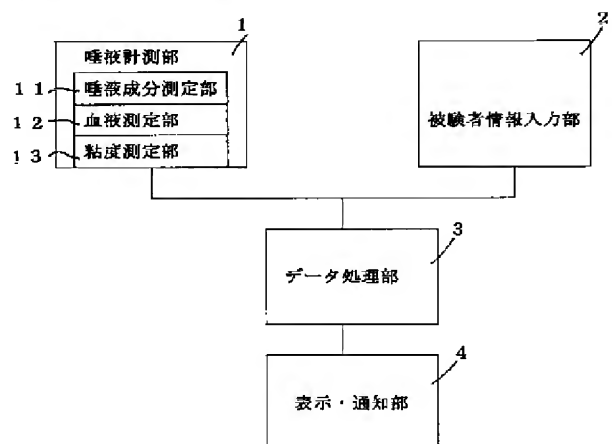 1
唾液計測部
11
唾液成分測定部
12
血液測定部
13
粘度測定部
2
被験者情報入力部
3
データ処理部
4
表示・通知部